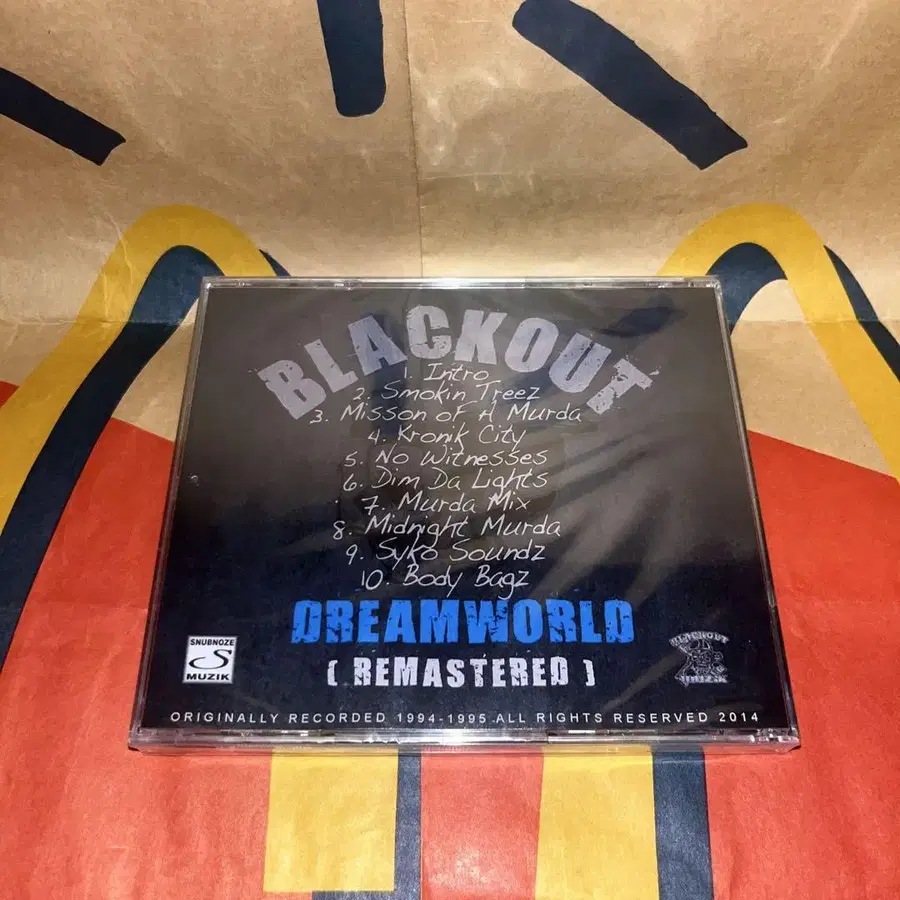 BLACKOUT
1. Intro
2. Smokin Treez
3. Misson of A Murda
4. Kronik City
5. No Witnesses
6. Dim Da Lights
7. Murda Mix
8. Midnight Murda
9. Syko Soundz
10. Body Bagz
DREAMWORLD
( REMASTERED )
SNUBNOZE
S
MUZIK
BLACKOUT
MUZIK
ORIGINALLY RECORDED 1994-1995 ALL RIGHTS RESERVED 2014